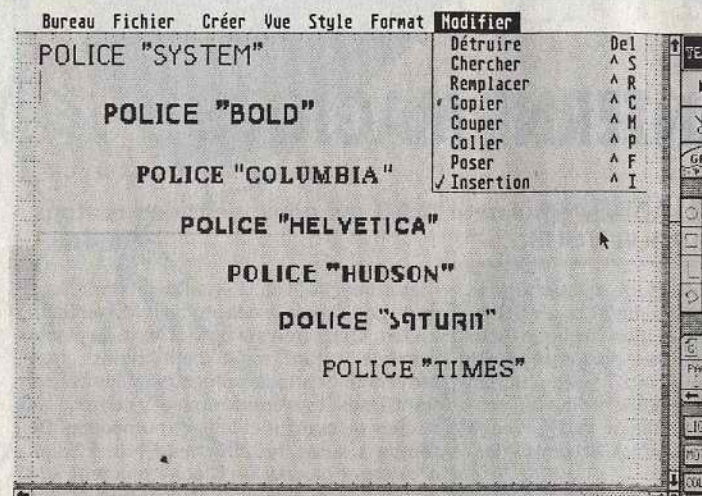 Bureau Fichier Créer Vue Style Format Modifier
Détruire Del
Chercher ^ S
Remplacer ^ R
Copier ^ C
Couper ^ M
Coller ^ P
Poser ^ F
✓ Insertion ^ I
POLICE "SYSTEM"
POLICE "BOLD"
POLICE "COLUMBIA"
POLICE "HELVETICA"
POLICE "HUDSON"
POLICE "SATURN"
POLICE "TIMES"